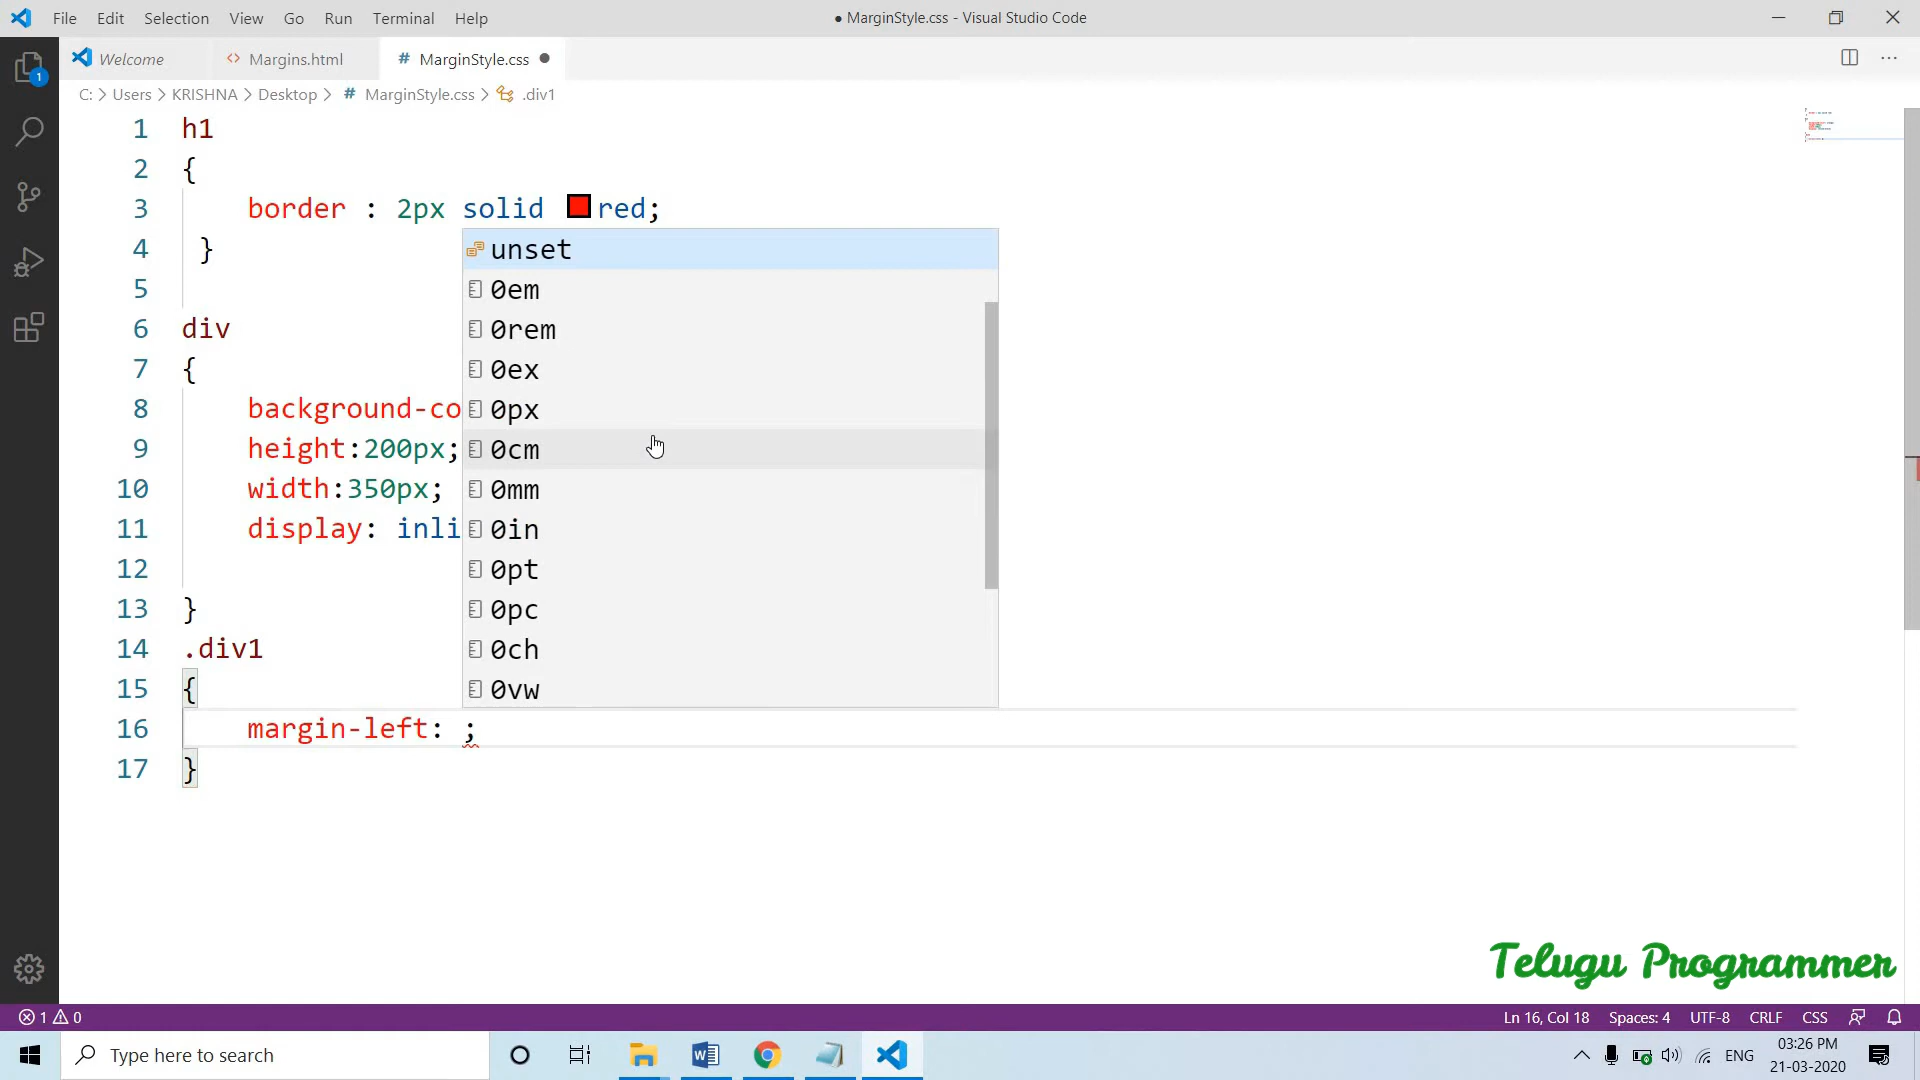 File Edit Selection View Go Run Terminal Help ● MarginStyle.css - Visual Studio Code
Welcome <> Margins.html # MarginStyle.css ●
C: > Users > KRISHNA > Desktop > # MarginStyle.css > .div1
1 h1
2 {
3 border : 2px solid red;
4 }
5
6 div
7 {
8 background-co
9 height:200px;
10 width:350px;
11 display: inli
12
13 }
14 .div1
15 {
16 margin-left: ;
17 }
unset
0em
0rem
0ex
0px
0cm
0mm
0in
0pt
0pc
0ch
0vw
1
Telugu Programmer
1 0 Ln 16, Col 18 Spaces: 4 UTF-8 CRLF CSS
Type here to search ENG 03:26 PM
21-03-2020